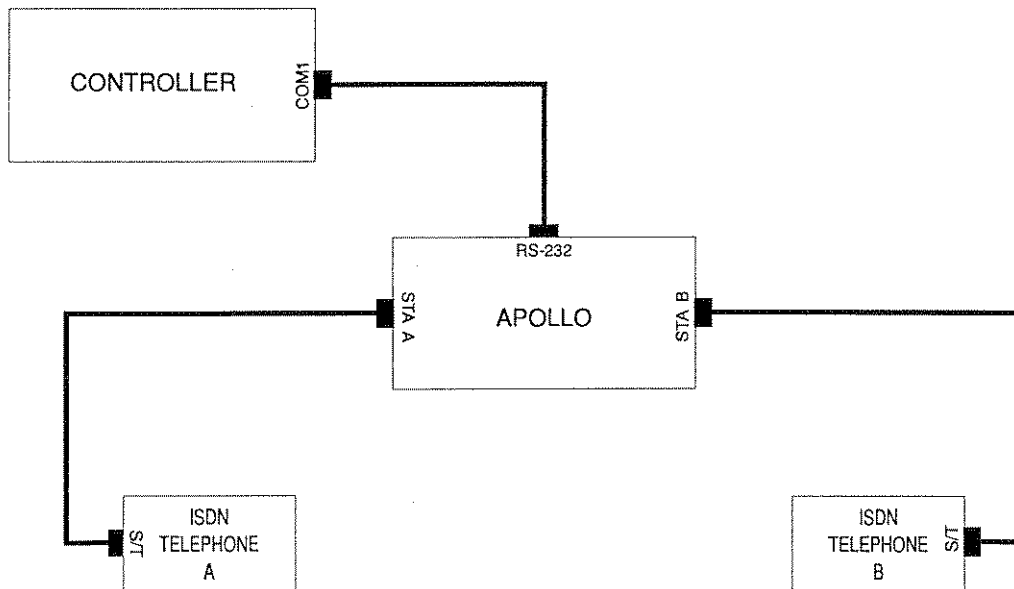 CONTROLLER
COM1
RS-232
STA A
APOLLO
STA B
S/T
ISDN
TELEPHONE
A
ISDN
TELEPHONE
B
S/T